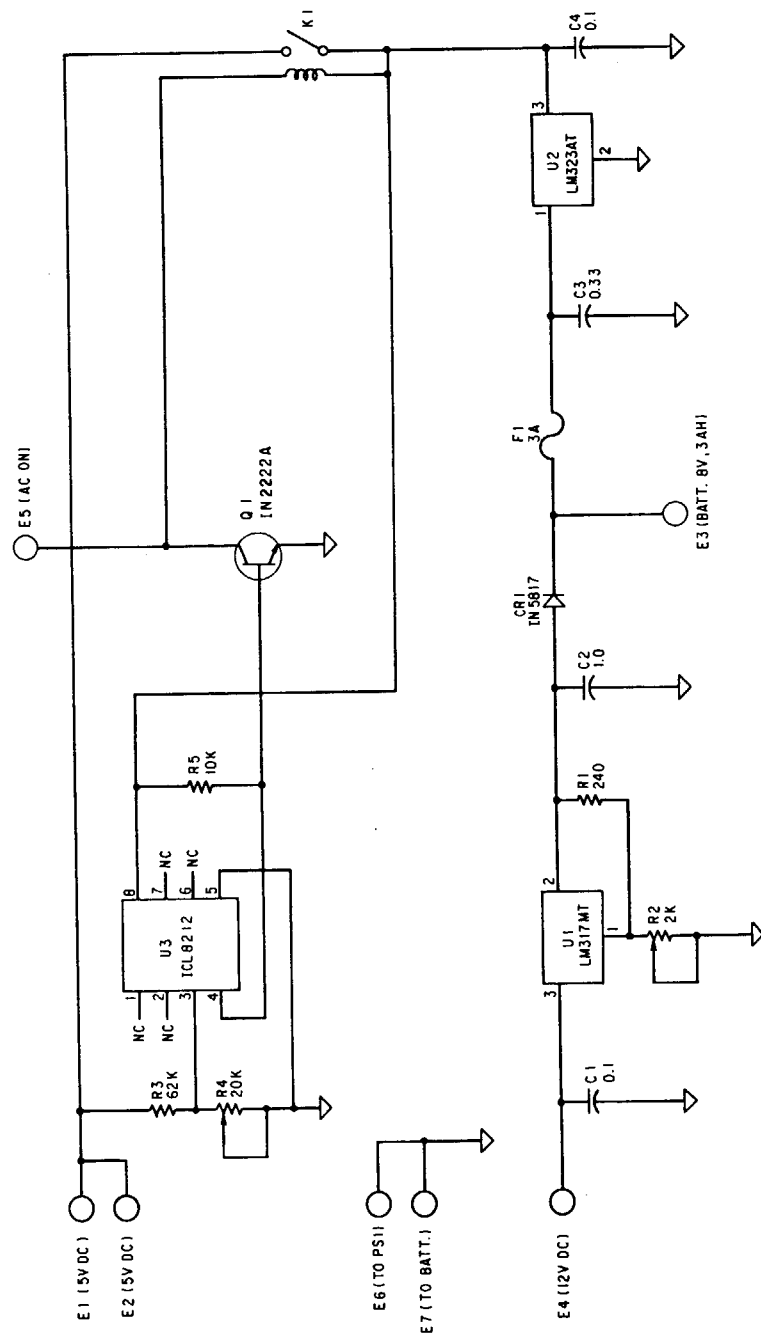 E1 (5V DC)
E2 (5V DC)
R3
62K
R4
20K
NC
1
NC
2
3
4
U3
ICL8212
8
7
NC
6
NC
5
R5
10K
E5 (AC ON)
Q1
IN2222A
K1
E6 (TO PS1)
E7 (TO BATT.)
E4 (12V DC)
C1
0.1
3
U1
LM317MT
2
1
R1
240
R2
2K
C2
1.0
CR1
IN5817
E3 (BATT. 8V, 3AH)
F1
3A
C3
0.33
1
U2
LM323AT
3
2
C4
0.1